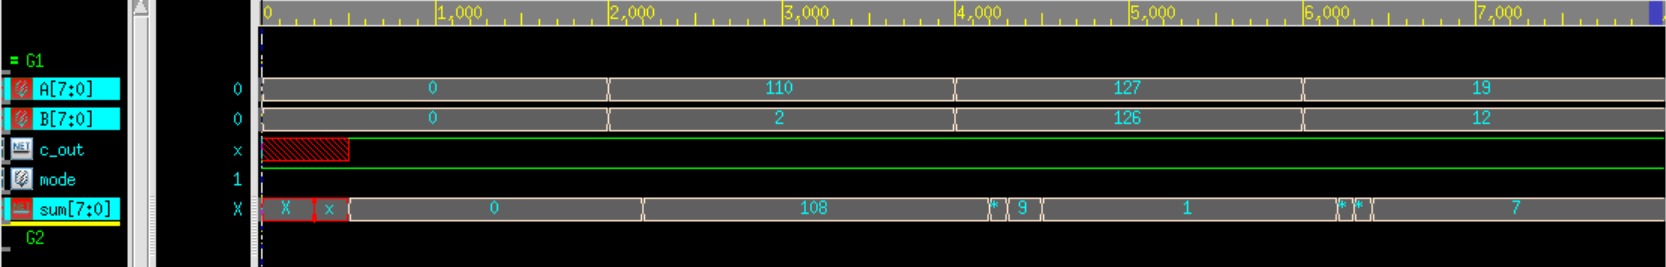 0 1,000 2,000 3,000 4,000 5,000 6,000 7,000
= G1
A[7:0] 0 0 110 127 19
B[7:0] 0 0 2 126 12
NET c_out x
mode 1
sum[7:0] X X x 0 108 * 9 1 * * 7
G2